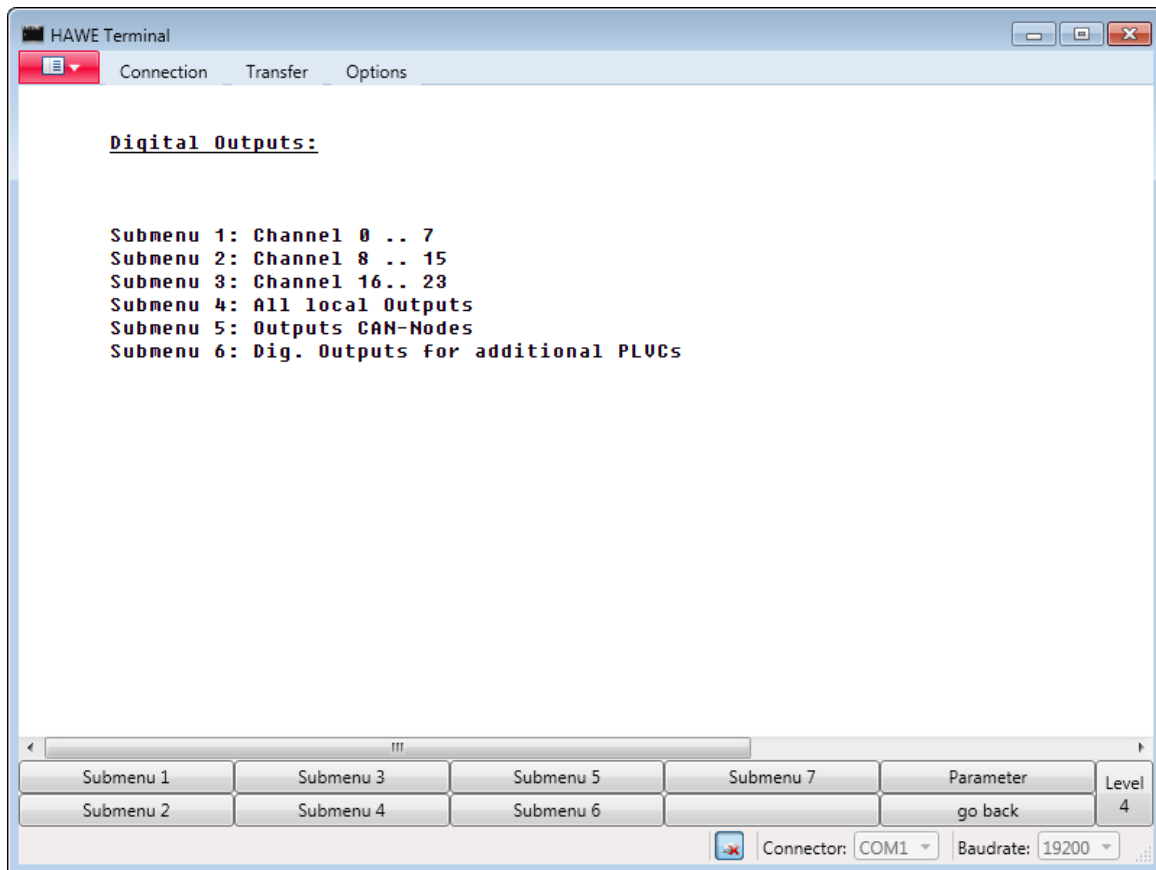 HAWE Terminal
Connection Transfer Options
Digital Outputs:
Submenu 1: Channel 0 .. 7
Submenu 2: Channel 8 .. 15
Submenu 3: Channel 16.. 23
Submenu 4: All local Outputs
Submenu 5: Outputs CAN-Nodes
Submenu 6: Dig. Outputs for additional PLVCs
Submenu 1 Submenu 3 Submenu 5 Submenu 7 Parameter Level
Submenu 2 Submenu 4 Submenu 6 go back 4
Connector: COM1 Baudrate: 19200